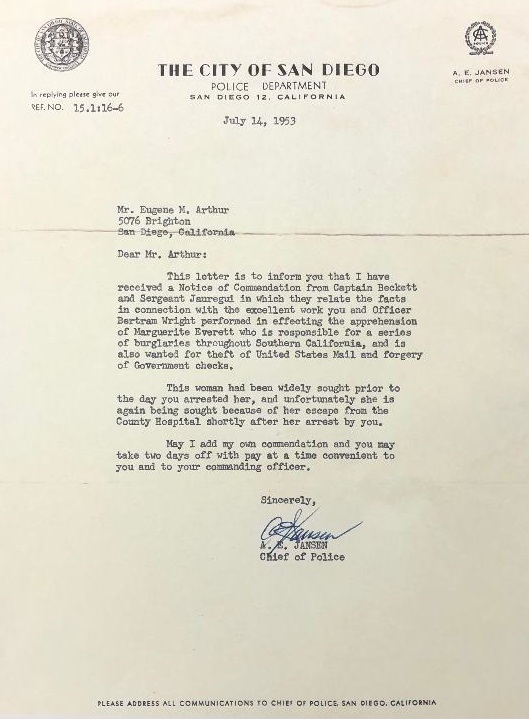 THE CITY OF SAN DIEGO
POLICE DEPARTMENT
SAN DIEGO 12, CALIFORNIA
A. E. JANSEN
CHIEF OF POLICE
In replying please give our
REF. NO. 15.1:16-6
July 14, 1953
Mr. Eugene M. Arthur
5076 Brighton
San Diego, California
Dear Mr. Arthur:
This letter is to inform you that I have
received a Notice of Commendation from Captain Beckett
and Sergeant Jauregui in which they relate the facts
in connection with the excellent work you and Officer
Bertram Wright performed in effecting the apprehension
of Marguerite Everett who is responsible for a series
of burglaries throughout Southern California, and is
also wanted for theft of United States Mail and forgery
of Government checks.
This woman had been widely sought prior to
the day you arrested her, and unfortunately she is
again being sought because of her escape from the
County Hospital shortly after her arrest by you.
May I add my own commendation and you may
take two days off with pay at a time convenient to
you and to your commanding officer.
Sincerely,
A. E. JANSEN
Chief of Police
PLEASE ADDRESS ALL COMMUNICATIONS TO CHIEF OF POLICE, SAN DIEGO, CALIFORNIA